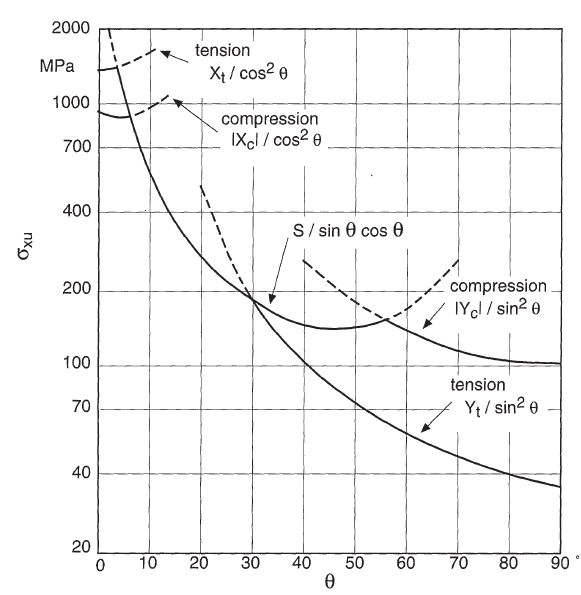 2000
MPa
1000
700
400
200
100
70
40
20
σxu
tension
Xt / cos² θ
compression
|Xc| / cos² θ
S / sin θ cos θ
compression
|Yc| / sin² θ
tension
Yt / sin² θ
0 10 20 30 40 50 60 70 80 90 °
θ